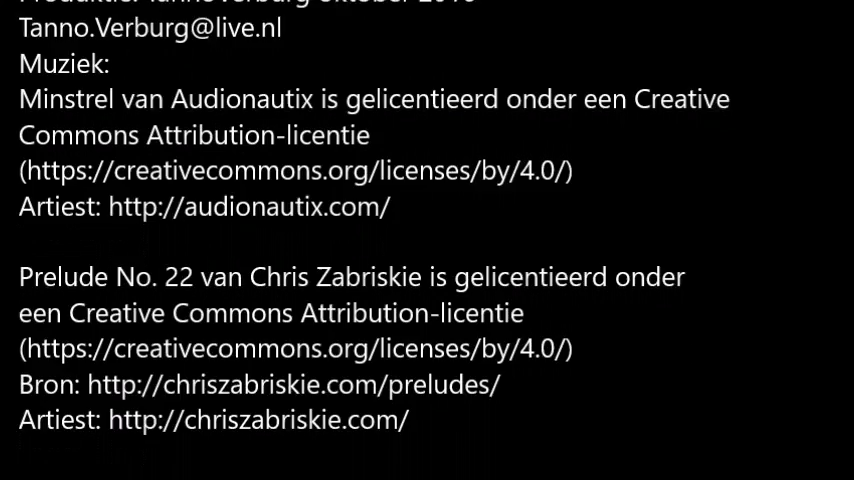 Tanno.Verburg@live.nl
Muziek:
Minstrel van Audionautix is gelicentieerd onder een Creative
Commons Attribution-licentie
(https://creativecommons.org/licenses/by/4.0/)
Artiest: http://audionautix.com/
Prelude No. 22 van Chris Zabriskie is gelicentieerd onder
een Creative Commons Attribution-licentie
(https://creativecommons.org/licenses/by/4.0/)
Bron: http://chriszabriskie.com/preludes/
Artiest: http://chriszabriskie.com/